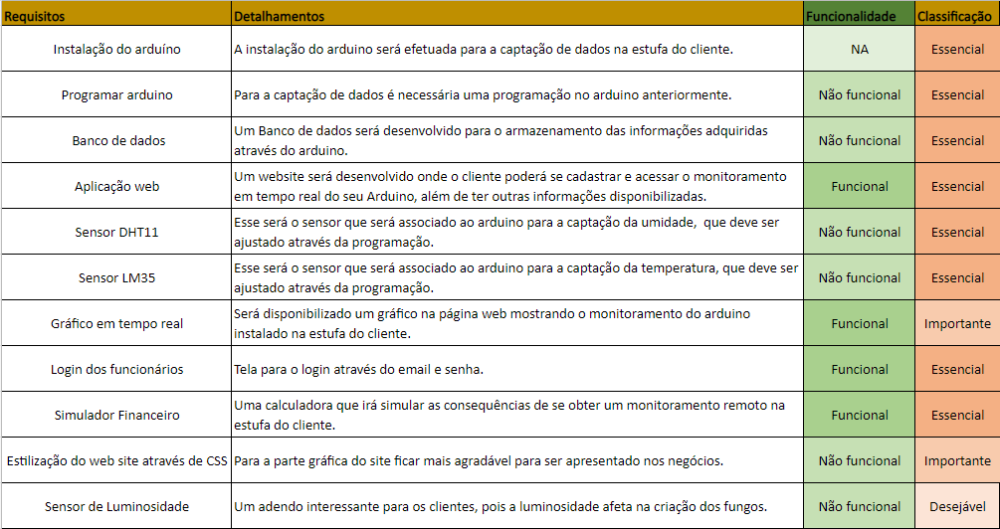 Requisitos Detalhamentos Funcionalidade Classificação
Instalação do arduíno A instalação do arduino será efetuada para a captação de dados na estufa do cliente. NA Essencial
Programar arduino Para a captação de dados é necessária uma programação no arduino anteriormente. Não funcional Essencial
Banco de dados Um Banco de dados será desenvolvido para o armazenamento das informações adquiridas
através do arduino. Não funcional Essencial
Aplicação web Um website será desenvolvido onde o cliente poderá se cadastrar e acessar o monitoramento
em tempo real do seu Arduino, além de ter outras informações disponibilizadas. Funcional Essencial
Sensor DHT11 Esse será o sensor que será associado ao arduino para a captação da umidade, que deve ser
ajustado através da programação. Não funcional Essencial
Sensor LM35 Esse será o sensor que será associado ao arduino para a captação da temperatura, que deve ser
ajustado através da programação. Não funcional Essencial
Gráfico em tempo real Será disponibilizado um gráfico na página web mostrando o monitoramento do arduino
instalado na estufa do cliente. Funcional Importante
Login dos funcionários Tela para o login através do email e senha. Funcional Essencial
Simulador Financeiro Uma calculadora que irá simular as consequências de se obter um monitoramento remoto na
estufa do cliente. Funcional Essencial
Estilização do web site através de CSS Para a parte gráfica do site ficar mais agradável para ser apresentado nos negócios. Não funcional Importante
Sensor de Luminosidade Um adendo interessante para os clientes, pois a luminosidade afeta na criação dos fungos. Não funcional Desejável